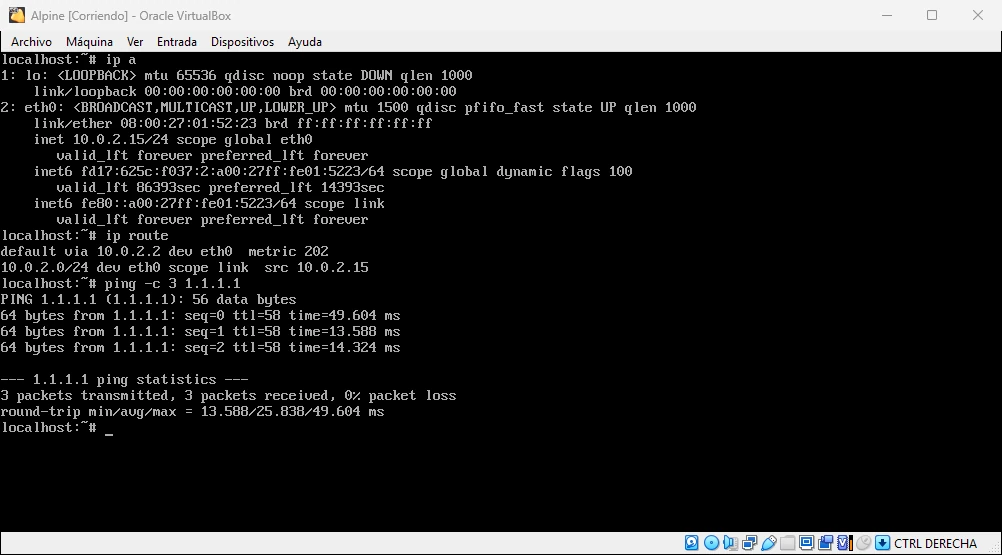 Alpine [Corriendo] - Oracle VirtualBox
Archivo Máquina Ver Entrada Dispositivos Ayuda
localhost:~# ip a
1: lo: <LOOPBACK> mtu 65536 qdisc noop state DOWN qlen 1000
    link/loopback 00:00:00:00:00:00 brd 00:00:00:00:00:00
2: eth0: <BROADCAST,MULTICAST,UP,LOWER_UP> mtu 1500 qdisc pfifo_fast state UP qlen 1000
    link/ether 08:00:27:01:52:23 brd ff:ff:ff:ff:ff:ff
    inet 10.0.2.15/24 scope global eth0
       valid_lft forever preferred_lft forever
    inet6 fd17:625c:f037:2:a00:27ff:fe01:5223/64 scope global dynamic flags 100
       valid_lft 86393sec preferred_lft 14393sec
    inet6 fe80::a00:27ff:fe01:5223/64 scope link
       valid_lft forever preferred_lft forever
localhost:~# ip route
default via 10.0.2.2 dev eth0  metric 202
10.0.2.0/24 dev eth0 scope link  src 10.0.2.15
localhost:~# ping -c 3 1.1.1.1
PING 1.1.1.1 (1.1.1.1): 56 data bytes
64 bytes from 1.1.1.1: seq=0 ttl=58 time=49.604 ms
64 bytes from 1.1.1.1: seq=1 ttl=58 time=13.588 ms
64 bytes from 1.1.1.1: seq=2 ttl=58 time=14.324 ms
--- 1.1.1.1 ping statistics ---
3 packets transmitted, 3 packets received, 0% packet loss
round-trip min/avg/max = 13.588/25.838/49.604 ms
localhost:~# _
CTRL DERECHA